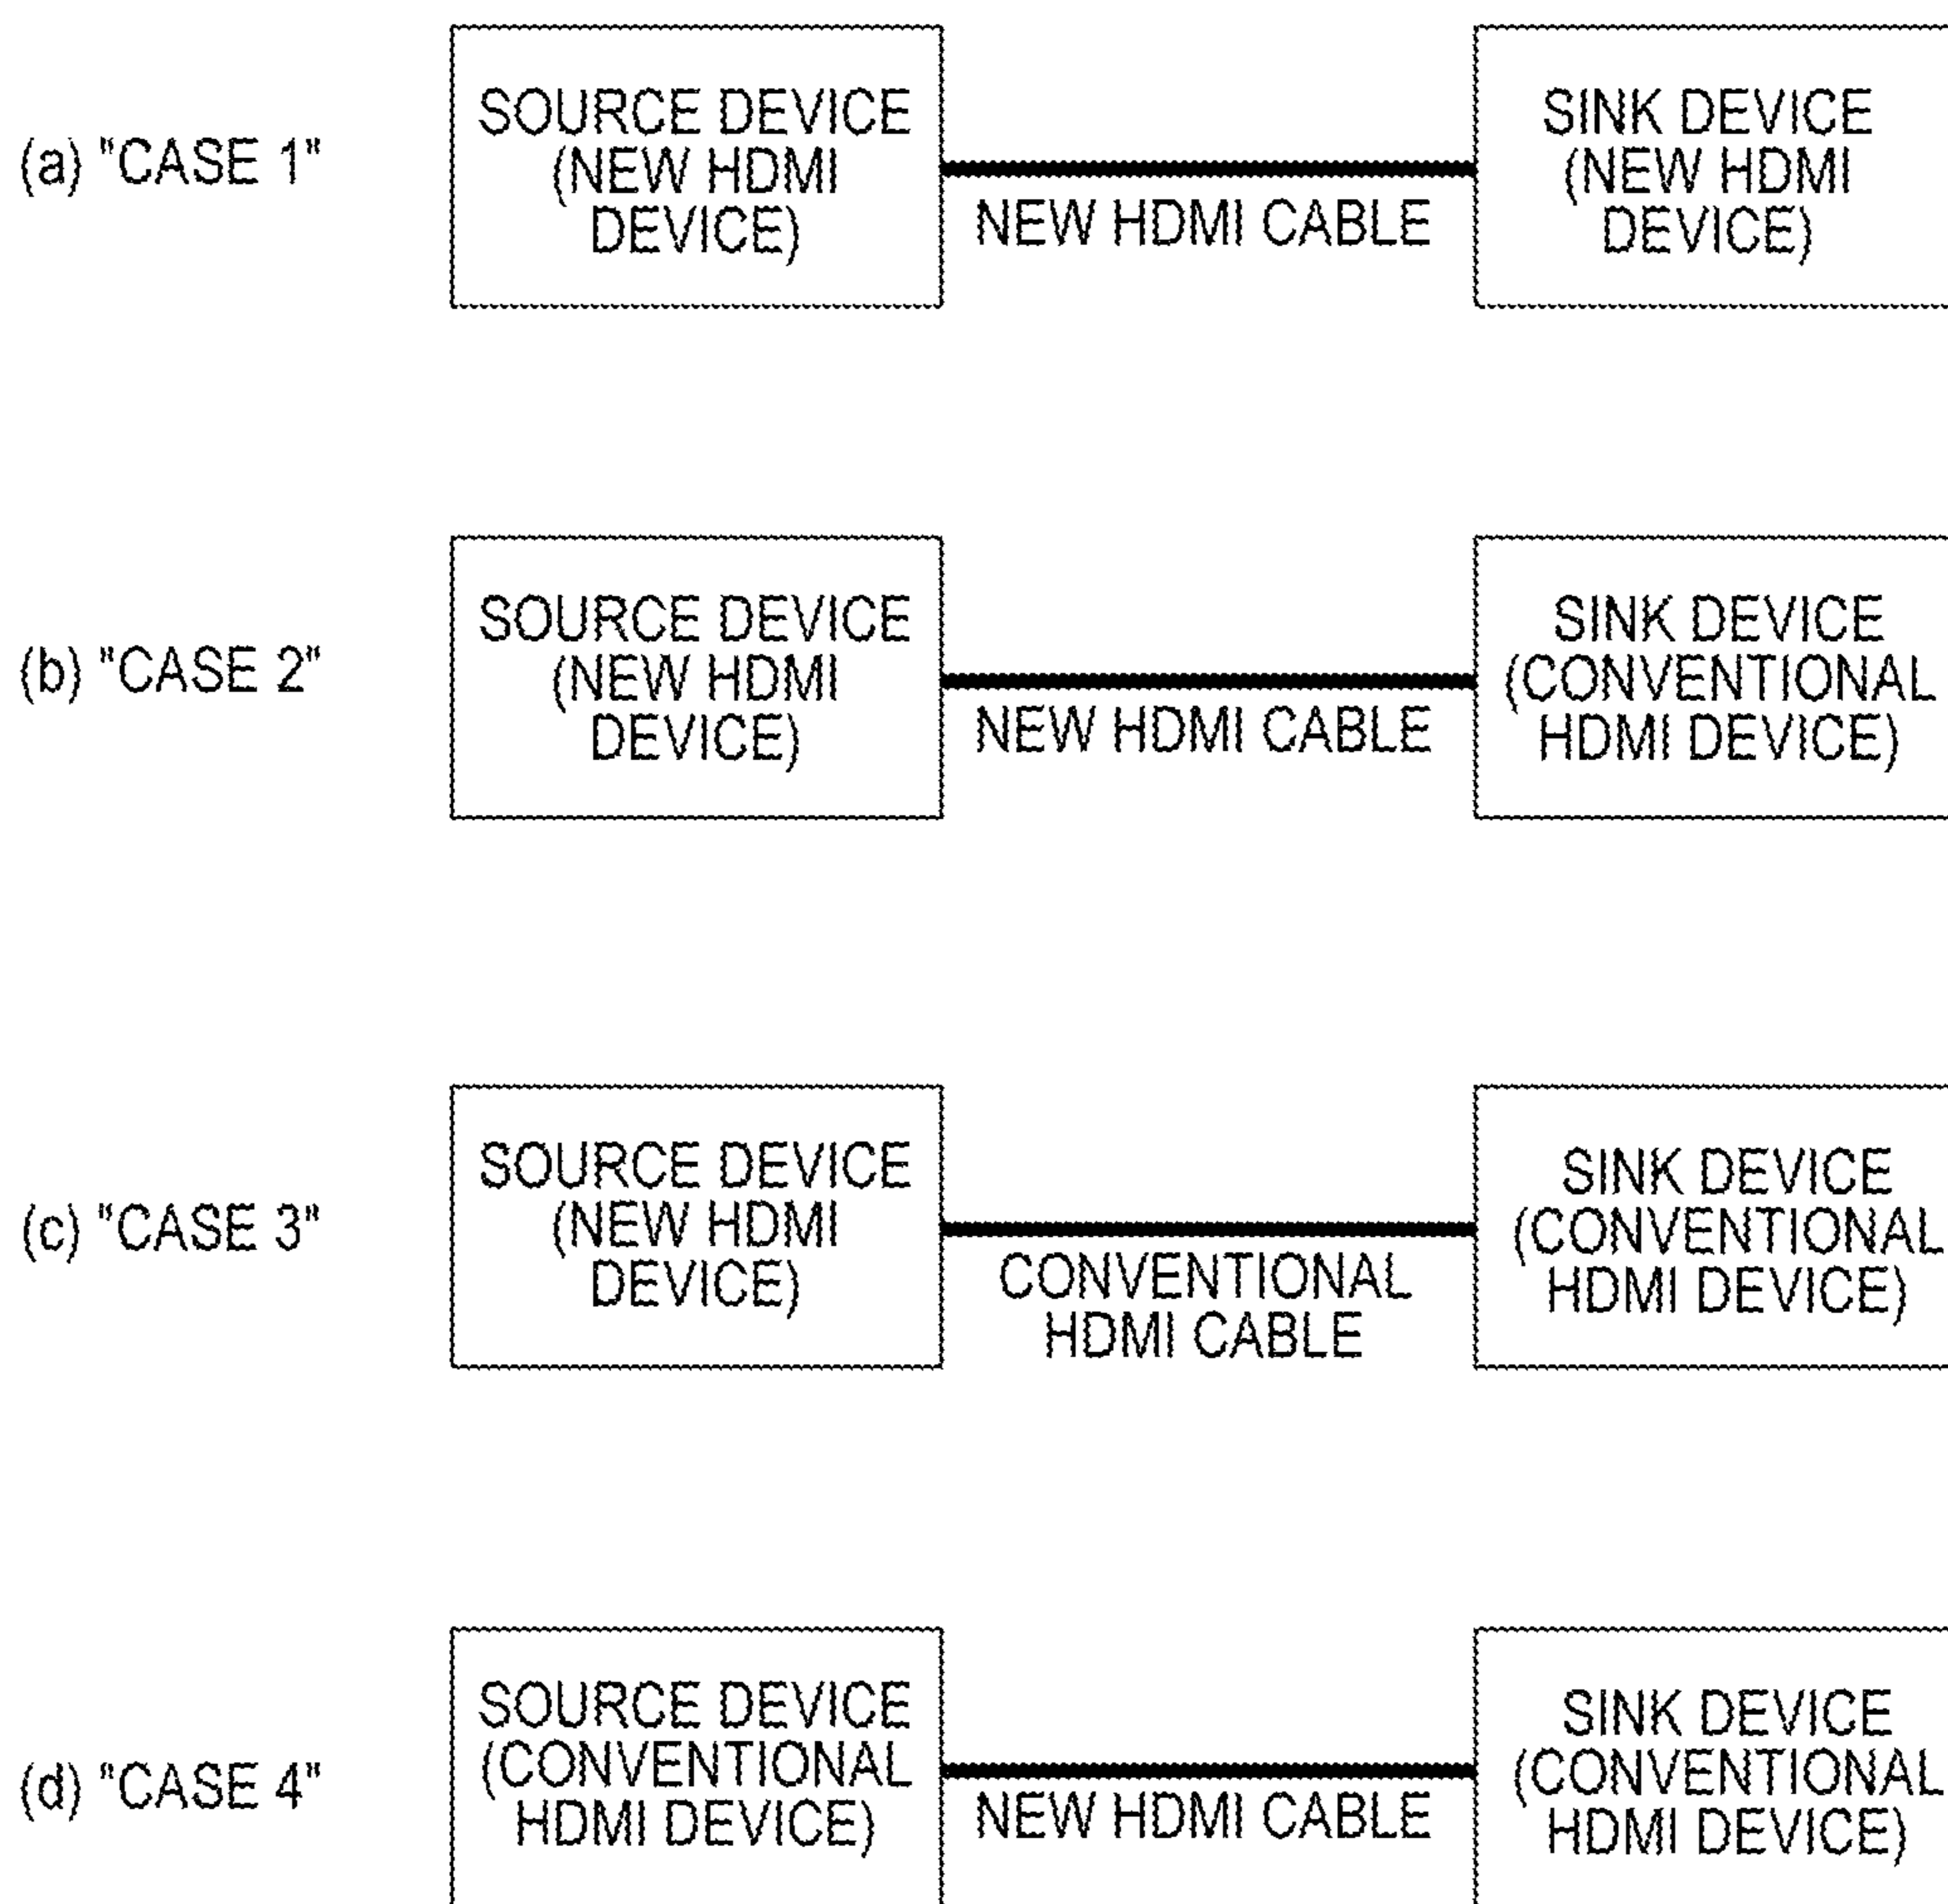 (a) "CASE 1"
SOURCE DEVICE
(NEW HDMI
DEVICE)
NEW HDMI CABLE
SINK DEVICE
(NEW HDMI
DEVICE)
(b) "CASE 2"
SOURCE DEVICE
(NEW HDMI
DEVICE)
NEW HDMI CABLE
SINK DEVICE
(CONVENTIONAL
HDMI DEVICE)
(c) "CASE 3"
SOURCE DEVICE
(NEW HDMI
DEVICE)
CONVENTIONAL
HDMI CABLE
SINK DEVICE
(CONVENTIONAL
HDMI DEVICE)
(d) "CASE 4"
SOURCE DEVICE
(CONVENTIONAL
HDMI DEVICE)
NEW HDMI CABLE
SINK DEVICE
(CONVENTIONAL
HDMI DEVICE)